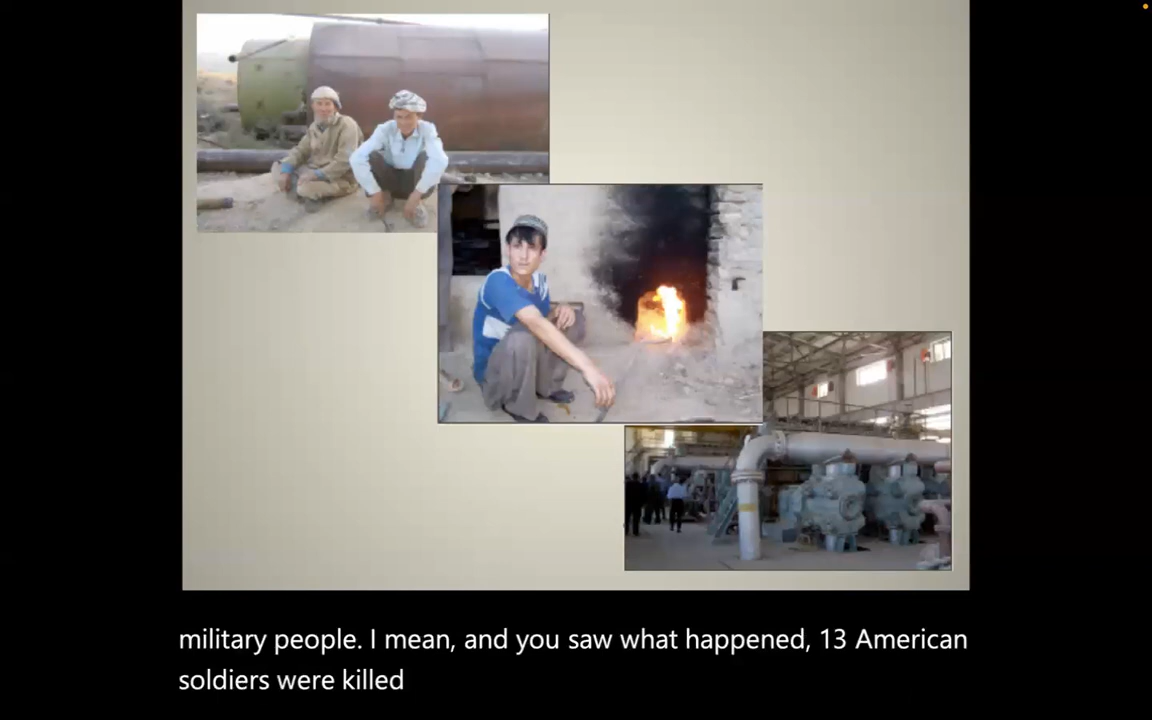 military people. I mean, and you saw what happened, 13 American
soldiers were killed